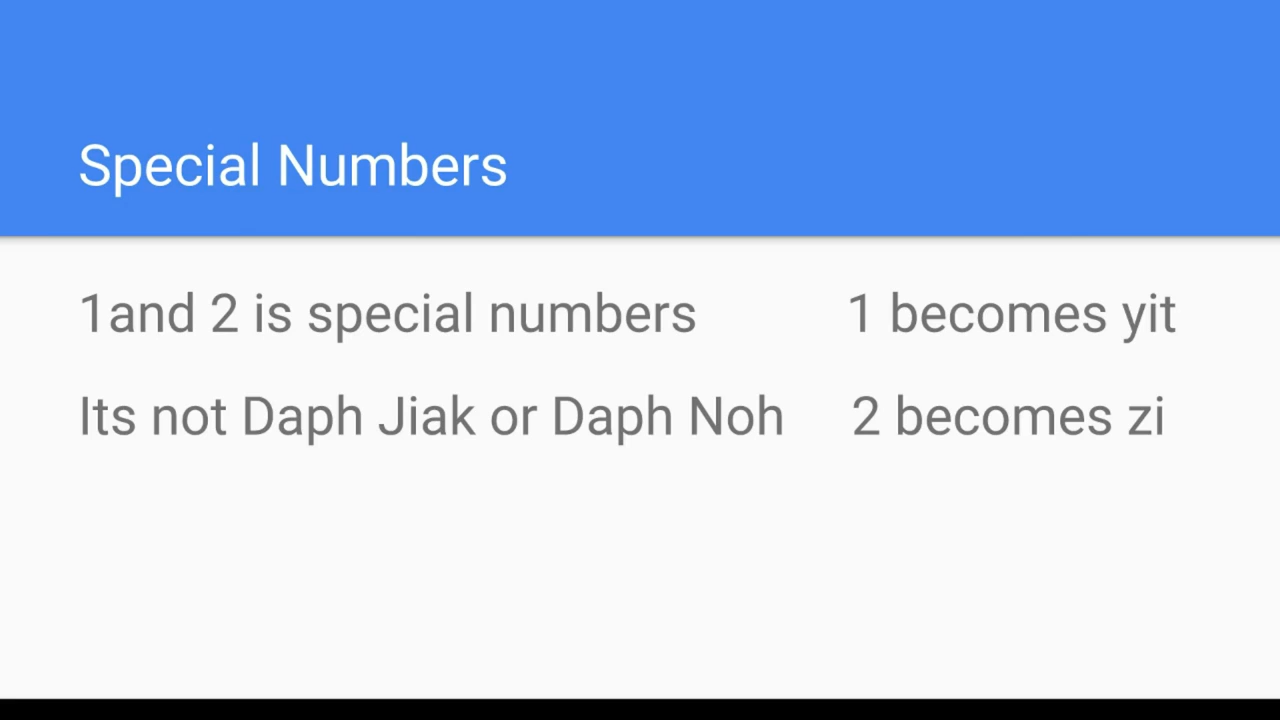 Special Numbers
1and 2 is special numbers
Its not Daph Jiak or Daph Noh
1 becomes yit
2 becomes zi